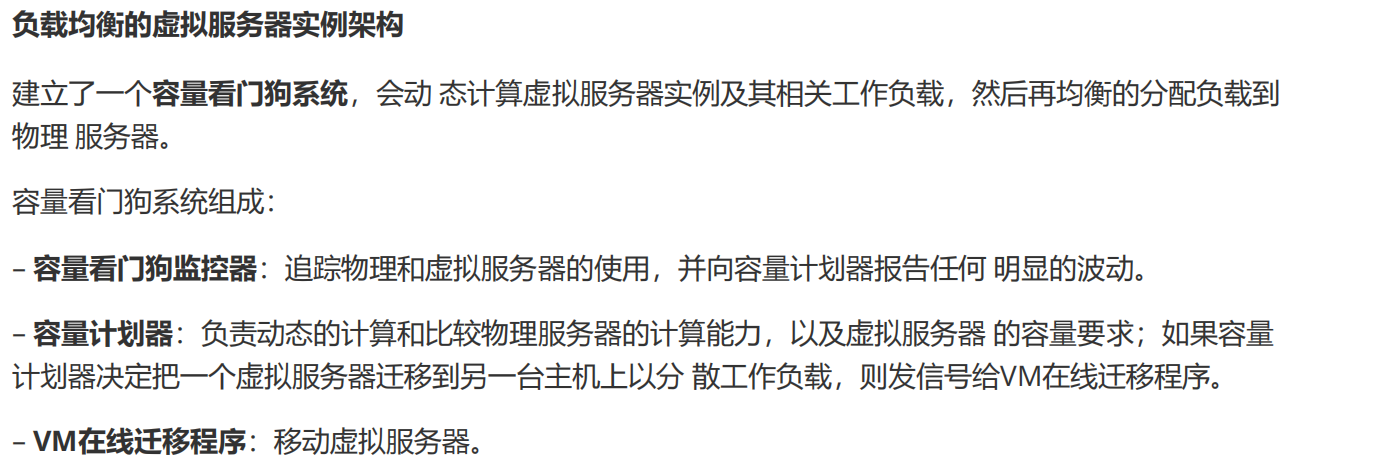 负载均衡的虚拟服务器实例架构
建立了一个容量看门狗系统，会动 态计算虚拟服务器实例及其相关工作负载，然后再均衡的分配负载到
物理 服务器。
容量看门狗系统组成：
– 容量看门狗监控器：追踪物理和虚拟服务器的使用，并向容量计划器报告任何 明显的波动。
– 容量计划器：负责动态的计算和比较物理服务器的计算能力，以及虚拟服务器 的容量要求；如果容量
计划器决定把一个虚拟服务器迁移到另一台主机上以分 散工作负载，则发信号给VM在线迁移程序。
– VM在线迁移程序：移动虚拟服务器。